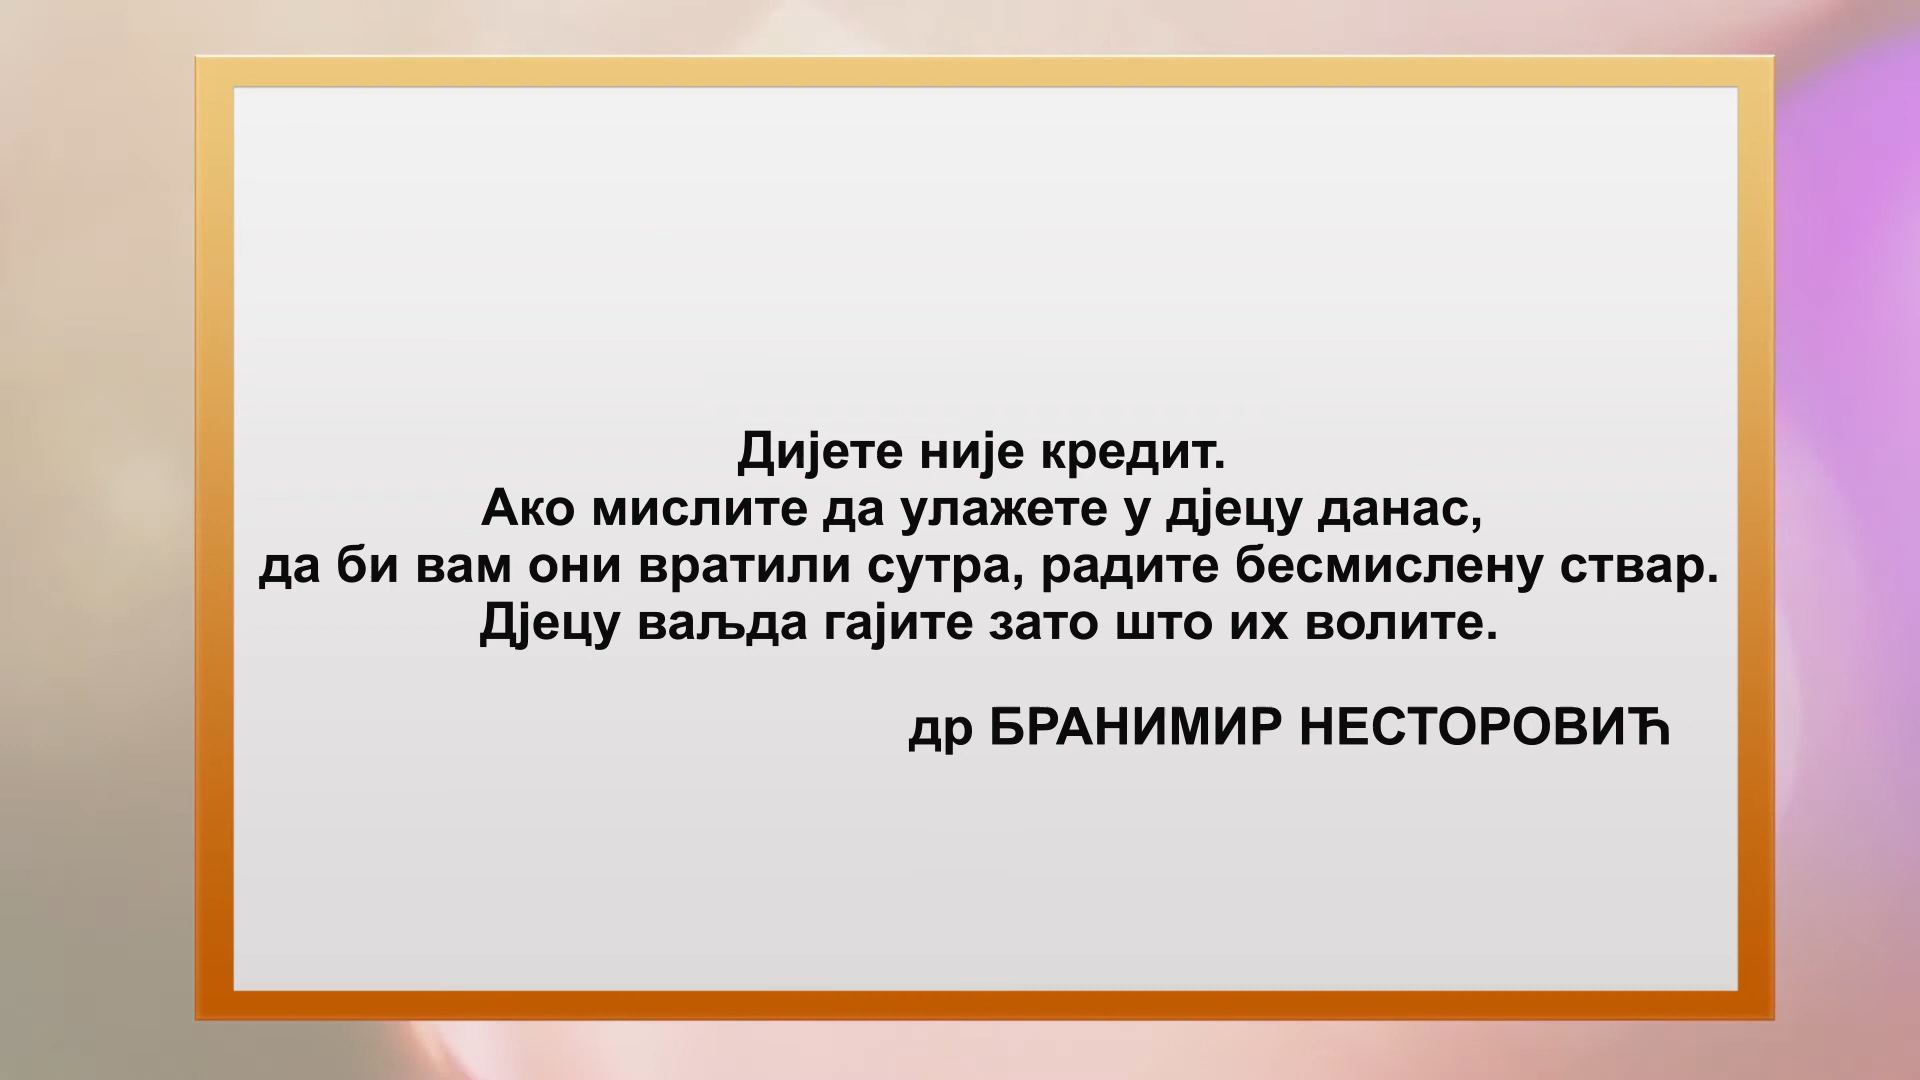 Дијете није кредит.
Ако мислите да улажете у дјецу данас,
да би вам они вратили сутра, радите бесмислену ствар.
Дјецу ваљда гајите зато што их волите.
др БРАНИМИР НЕСТОРОВИЋ